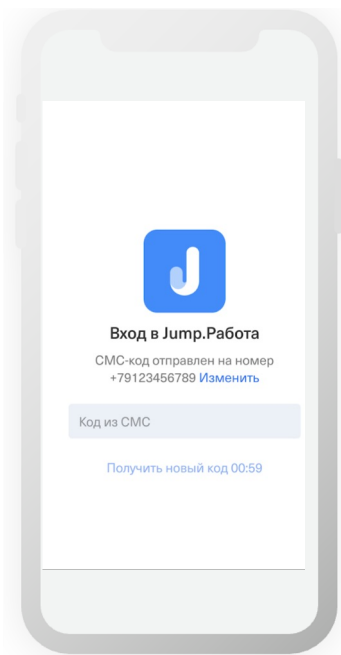 Вход в Jump.Работа
СМС-код отправлен на номер
+79123456789 Изменить
Код из СМС
Получить новый код 00:59